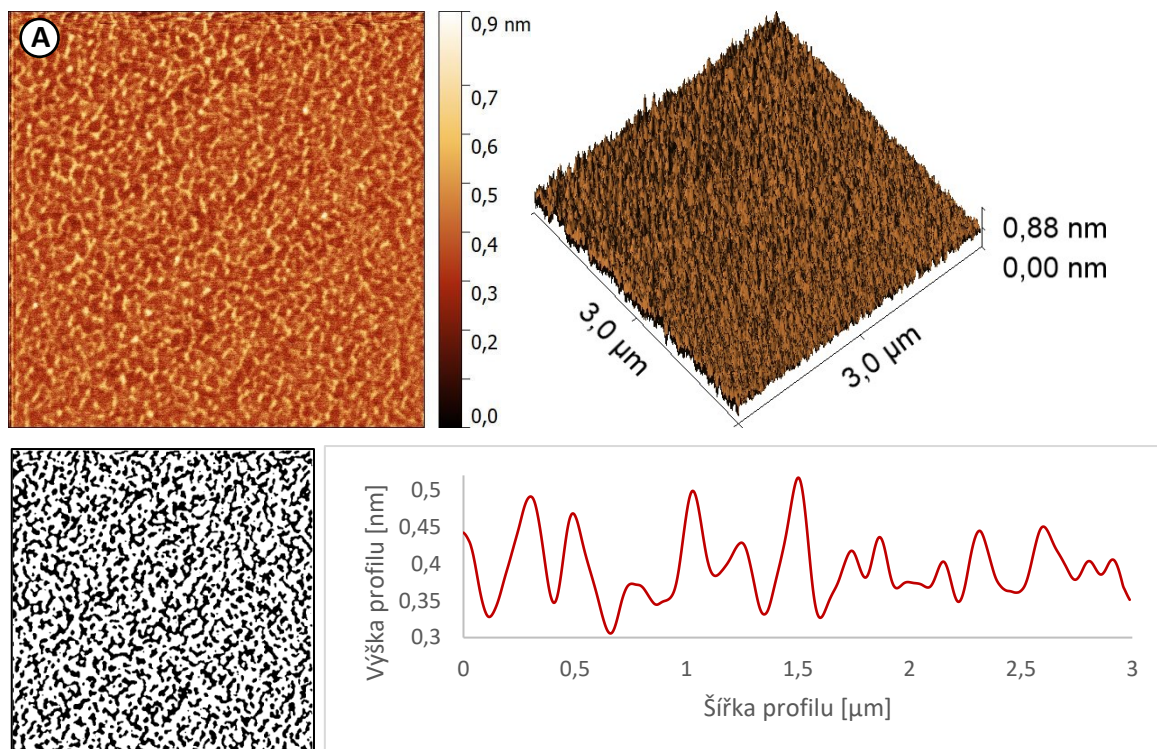 A
0,9 nm
0,7
0,6
0,5
0,4
0,3
0,2
0,0
3,0 µm
3,0 µm
0,88 nm
0,00 nm
Výška profilu [nm]
0,5
0,45
0,4
0,35
0,3
0
0,5
1
1,5
2
2,5
3
Šířka profilu [µm]